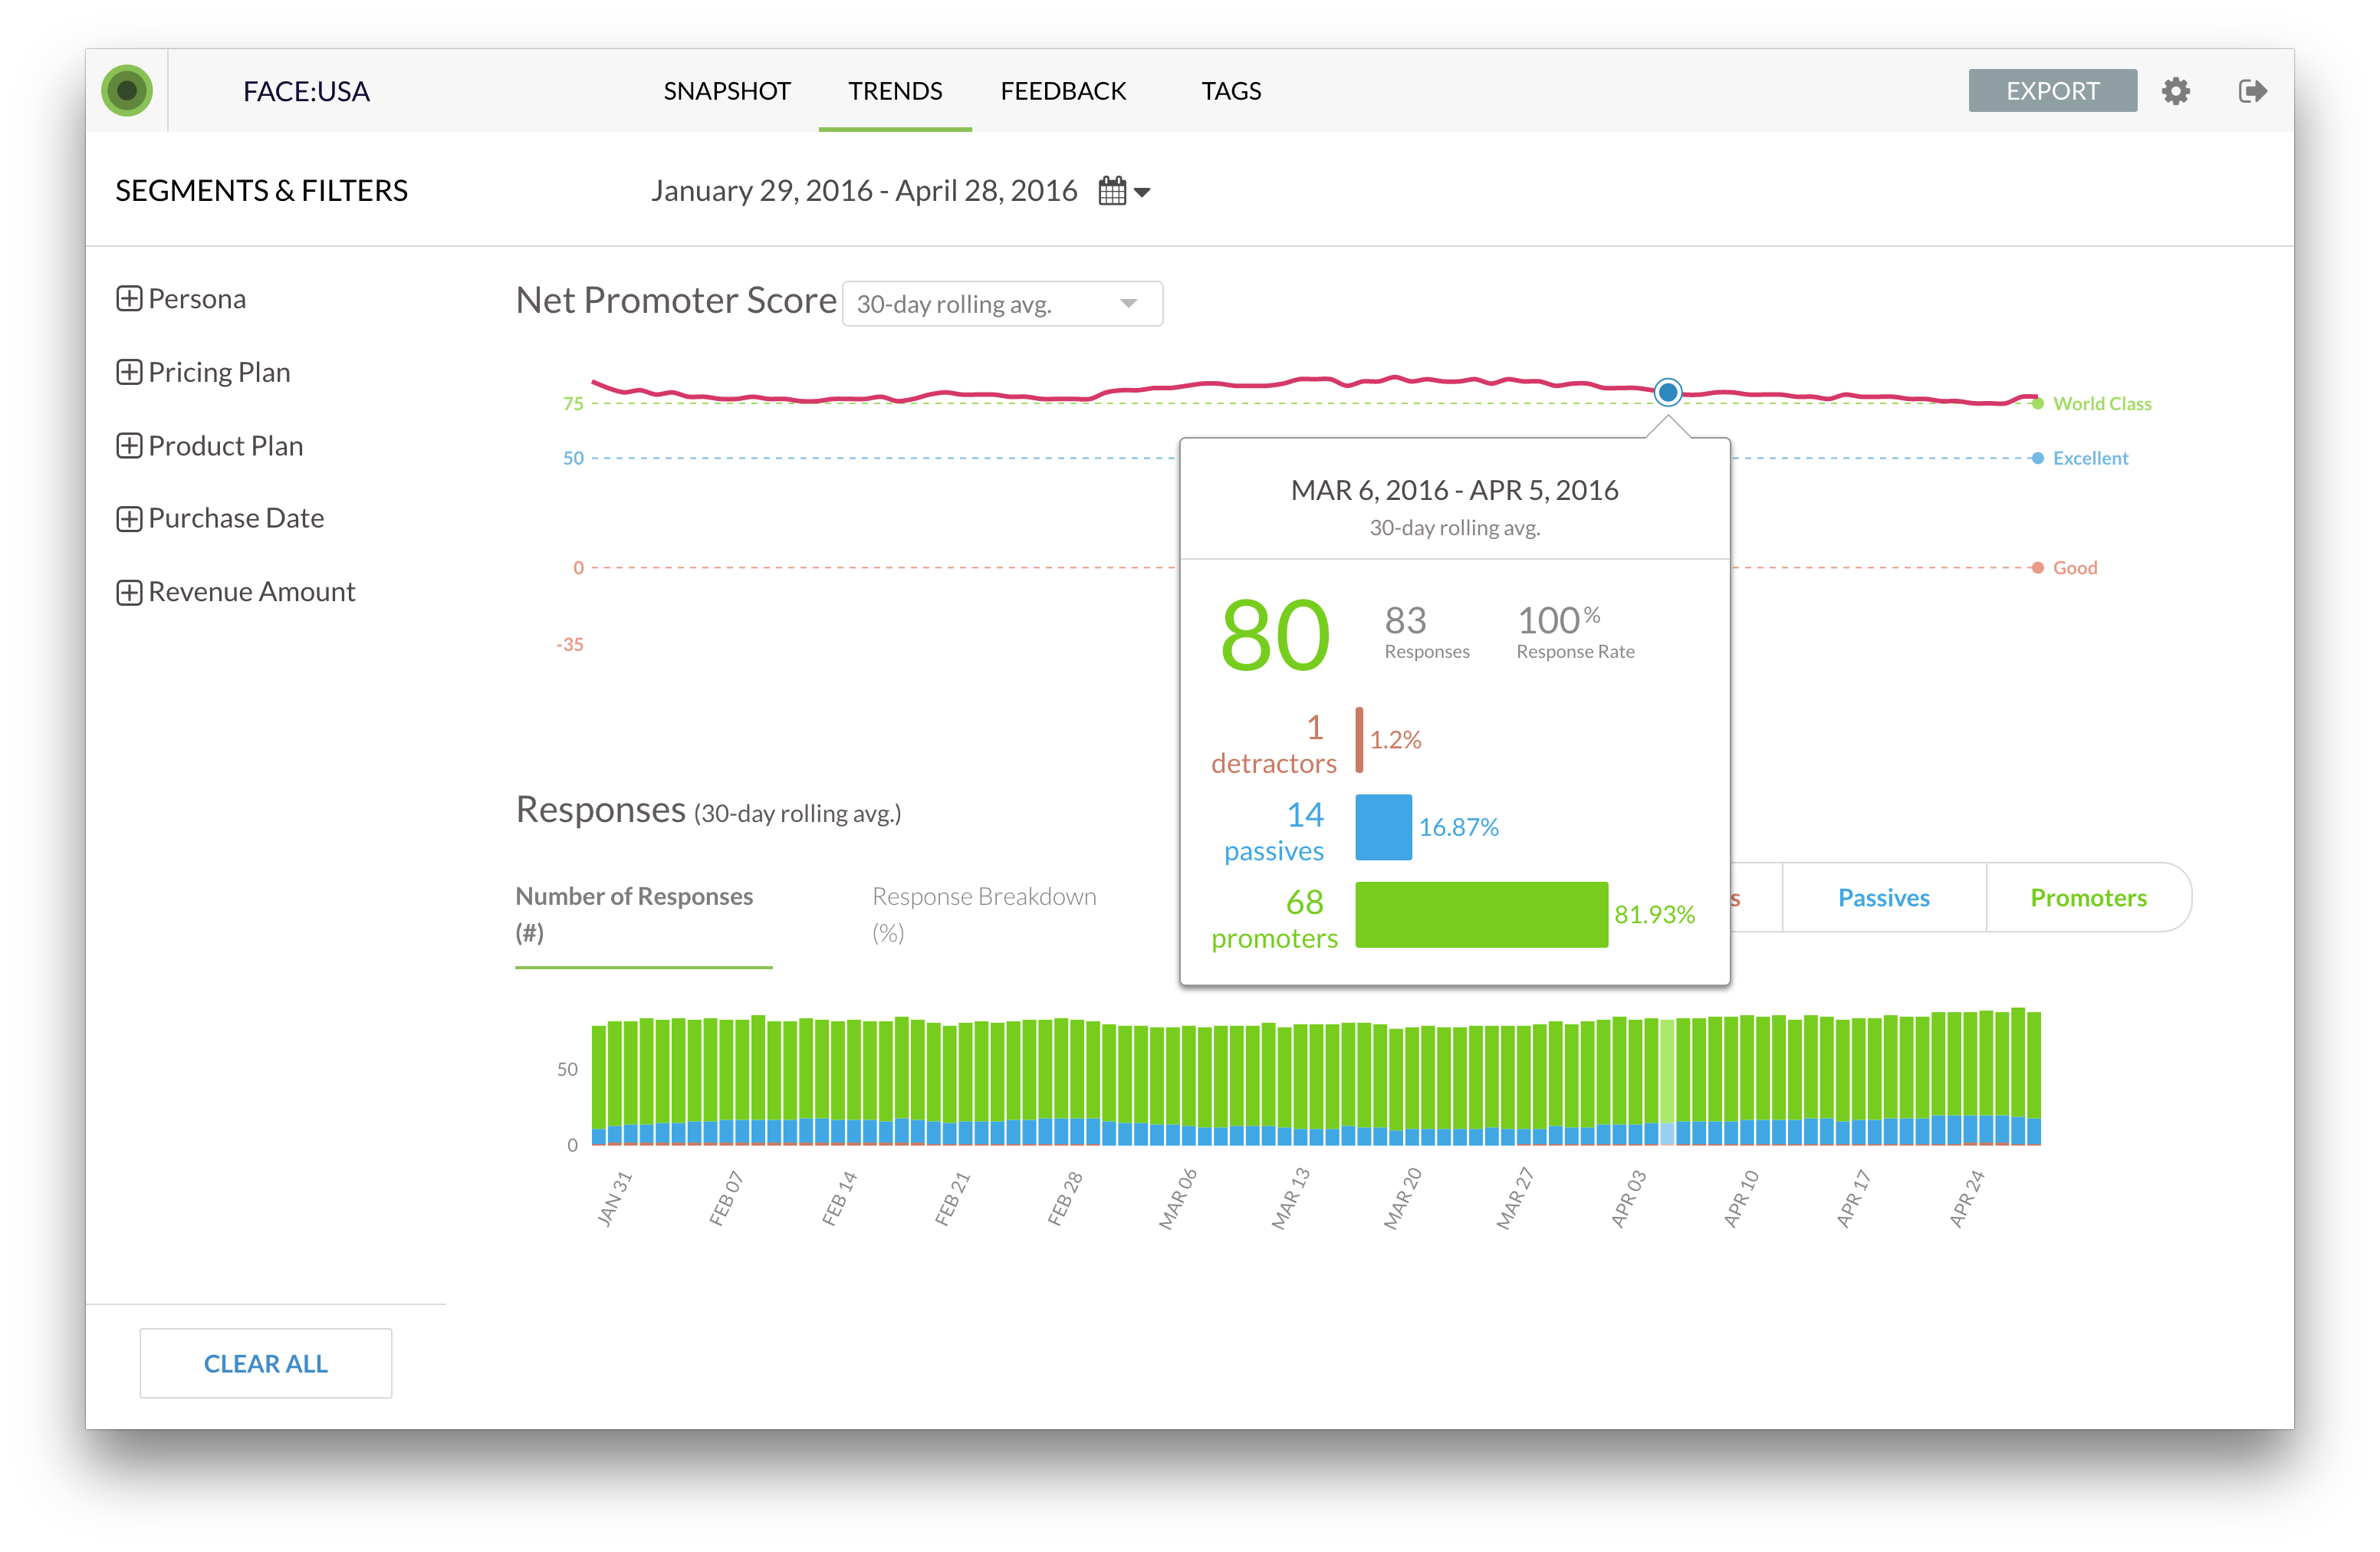 FACE:USA
SNAPSHOT
TRENDS
FEEDBACK
TAGS
EXPORT
SEGMENTS & FILTERS
January 29, 2016 - April 28, 2016
Persona
Pricing Plan
Product Plan
Purchase Date
Revenue Amount
CLEAR ALL
Net Promoter Score
30-day rolling avg.
75
World Class
50
Excellent
0
Good
-35
MAR 6, 2016 - APR 5, 2016
30-day rolling avg.
80
83
Responses
100%
Response Rate
1
detractors
1.2%
14
passives
16.87%
68
promoters
81.93%
Responses (30-day rolling avg.)
Number of Responses
(#)
Response Breakdown
(%)
s
Passives
Promoters
50
0
JAN 31
FEB 07
FEB 14
FEB 21
FEB 28
MAR 06
MAR 13
MAR 20
MAR 27
APR 03
APR 10
APR 17
APR 24